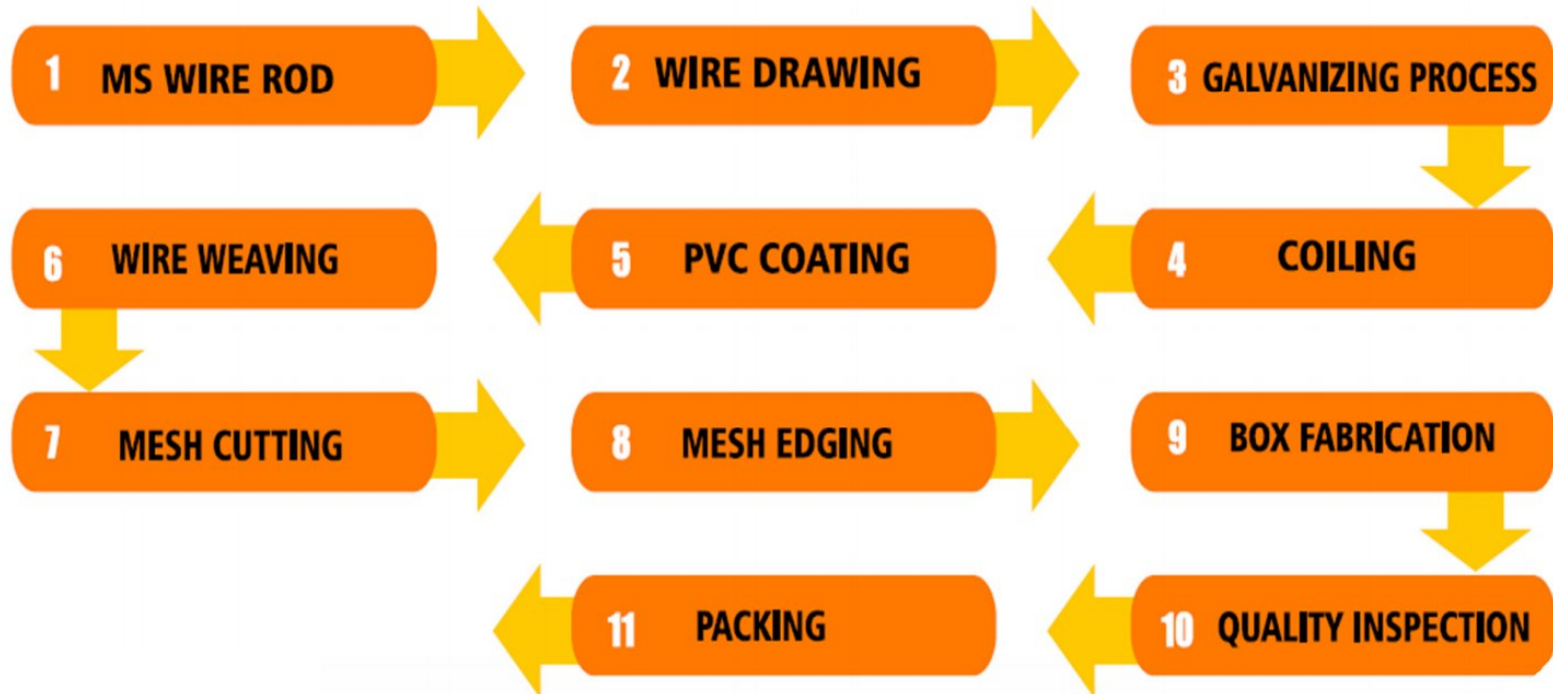 1 MS WIRE ROD
2 WIRE DRAWING
3 GALVANIZING PROCESS
4 COILING
5 PVC COATING
6 WIRE WEAVING
7 MESH CUTTING
8 MESH EDGING
9 BOX FABRICATION
10 QUALITY INSPECTION
11 PACKING